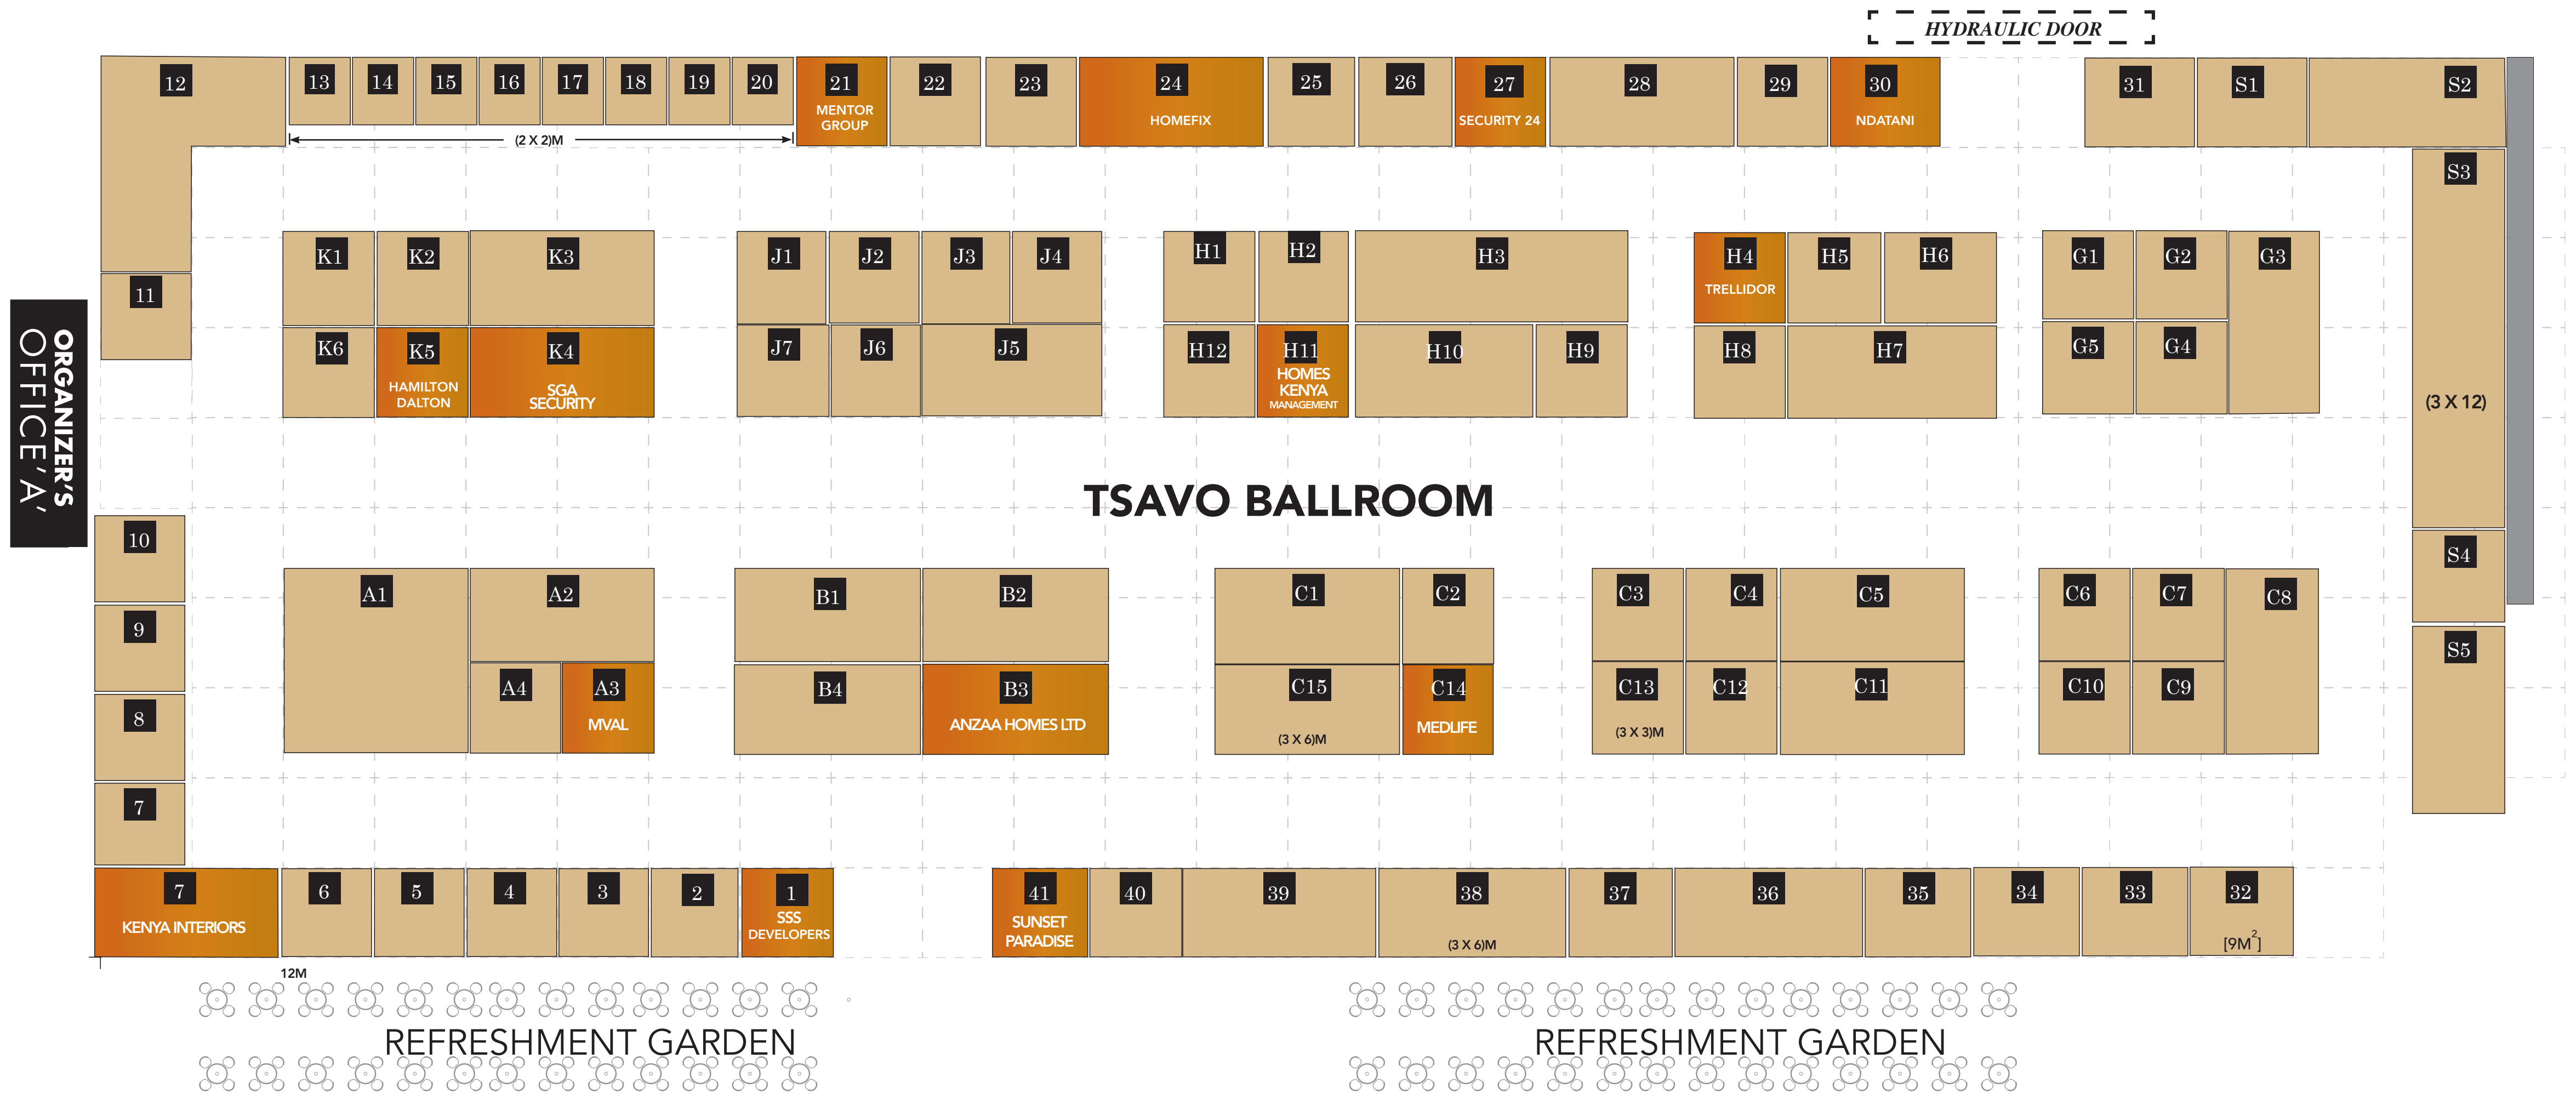 HYDRAULIC DOOR
12
13
14
15
16
17
18
19
20
21
MENTOR
GROUP
22
23
24
HOMEFIX
25
26
27
SECURITY 24
28
29
30
NDATANI
31
S1
S2
(2 X 2)M
S3
(3 X 12)
11
ORGANIZER'S
OFFICE'A'
K1
K2
K3
K6
K5
HAMILTON
DALTON
K4
SGA
SECURITY
J1
J2
J3
J4
J7
J6
J5
H1
H2
H3
H12
H11
HOMES
KENYA
MANAGEMENT
H10
H9
H4
TRELLIDOR
H5
H6
H8
H7
G1
G2
G3
G5
G4
TSAVO BALLROOM
10
9
8
7
A1
A2
A4
A3
MVAL
B1
B2
B4
B3
ANZAA HOMES LTD
C1
C2
C15
(3 X 6)M
C14
MEDLIFE
C3
C4
C5
C13
(3 X 3)M
C12
C11
C6
C7
C8
C10
C9
S4
S5
7
KENYA INTERIORS
6
5
4
3
2
1
SSS
DEVELOPERS
41
SUNSET
PARADISE
40
39
38
(3 X 6)M
37
36
35
34
33
32
[9M²]
12M
REFRESHMENT GARDEN
REFRESHMENT GARDEN